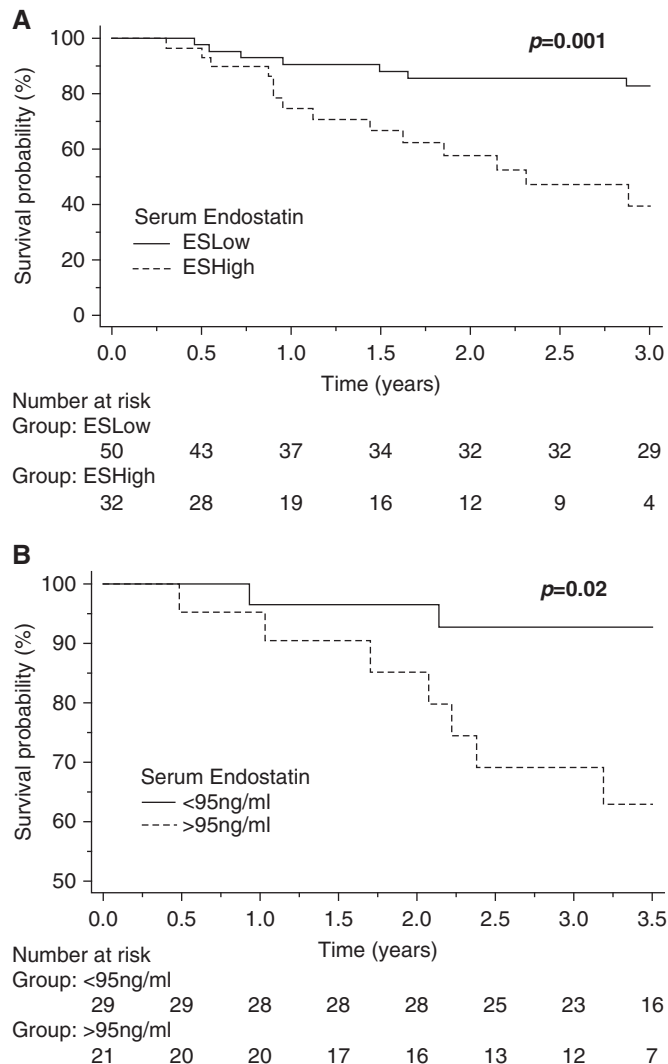 A
p=0.001
100
80
60
40
20
0
Survival probability (%)
Serum Endostatin
ESLow
ESHigh
0.0 0.5 1.0 1.5 2.0 2.5 3.0
Time (years)
Number at risk
Group: ESLow
50 43 37 34 32 32 29
Group: ESHigh
32 28 19 16 12 9 4
B
p=0.02
100
90
80
70
60
50
Survival probability (%)
Serum Endostatin
<95ng/ml
>95ng/ml
0.0 0.5 1.0 1.5 2.0 2.5 3.0 3.5
Time (years)
Number at risk
Group: <95ng/ml
29 29 28 28 28 25 23 16
Group: >95ng/ml
21 20 20 17 16 13 12 7